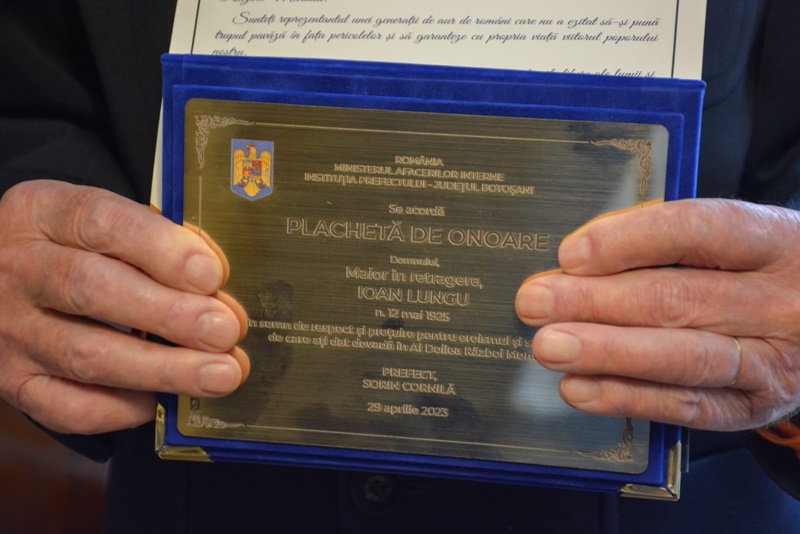 Sunteți reprezentantul unei generații de aur de români care nu a ezitat să-și pună
trupul pavăză în fața pericolelor și să garanteze cu propria viață viitorul poporului
nostru.
ROMÂNIA
MINISTERUL AFACERILOR INTERNE
INSTITUȚIA PREFECTULUI - JUDEȚUL BOTOȘANI
Se acordă
PLACHETĂ DE ONOARE
Domnului,
Maior în retragere,
IOAN LUNGU
n. 12 mai 1925
în semn de respect și prețuire pentru eroismul și
de care ați dat dovadă în Al Doilea Război
PREFECT,
SORIN CORNILĂ
29 aprilie 2023